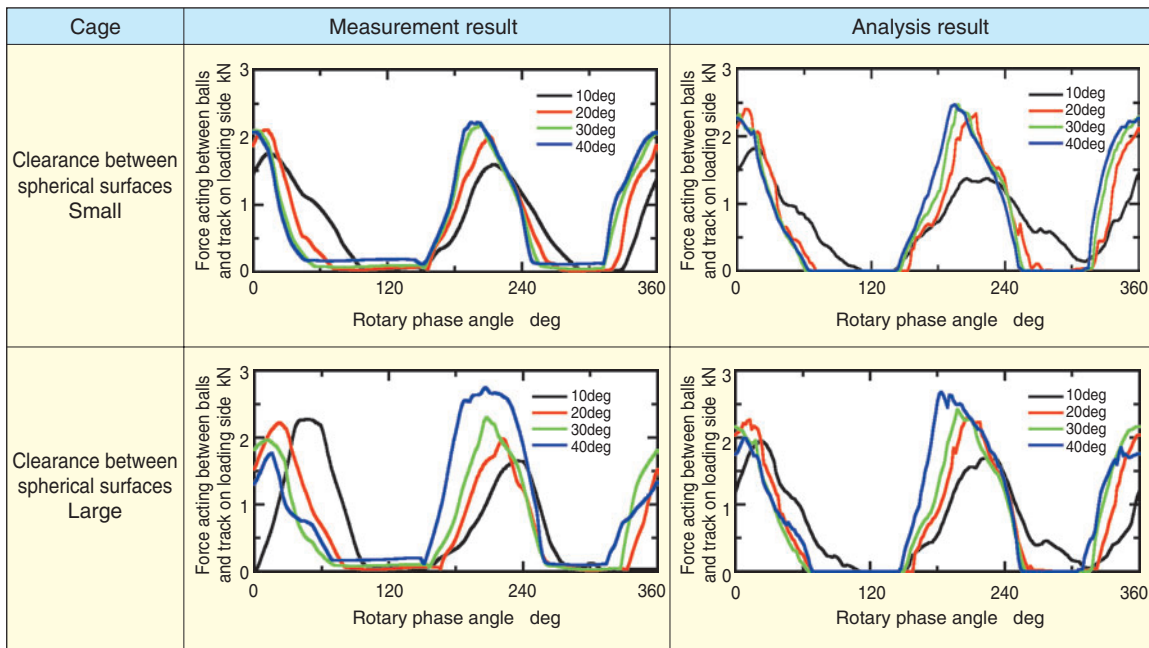 Cage
Measurement result
Analysis result
Clearance between
spherical surfaces
Small
Force acting between balls
and track on loading side kN
3
2
1
0
10deg
20deg
30deg
40deg
0
120
240
360
Rotary phase angle deg
Force acting between balls
and track on loading side kN
3
2
1
0
10deg
20deg
30deg
40deg
0
120
240
360
Rotary phase angle deg
Clearance between
spherical surfaces
Large
Force acting between balls
and track on loading side kN
3
2
1
0
10deg
20deg
30deg
40deg
0
120
240
360
Rotary phase angle deg
Force acting between balls
and track on loading side kN
3
2
1
0
10deg
20deg
30deg
40deg
0
120
240
360
Rotary phase angle deg